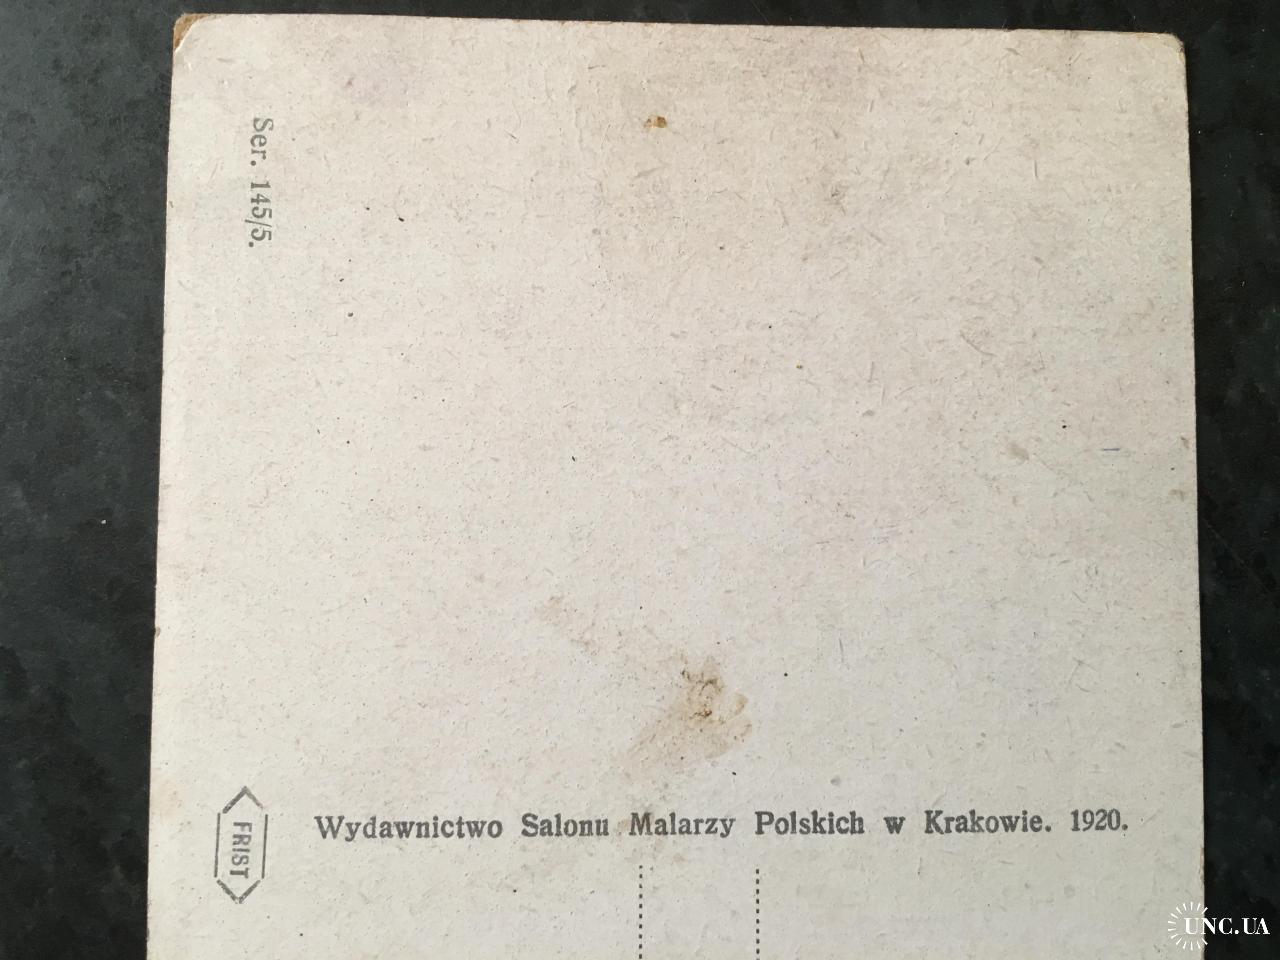 Ser. 145/5.
FRIST
Wydawnictwo Salonu Malarzy Polskich w Krakowie. 1920.
UNC.UA